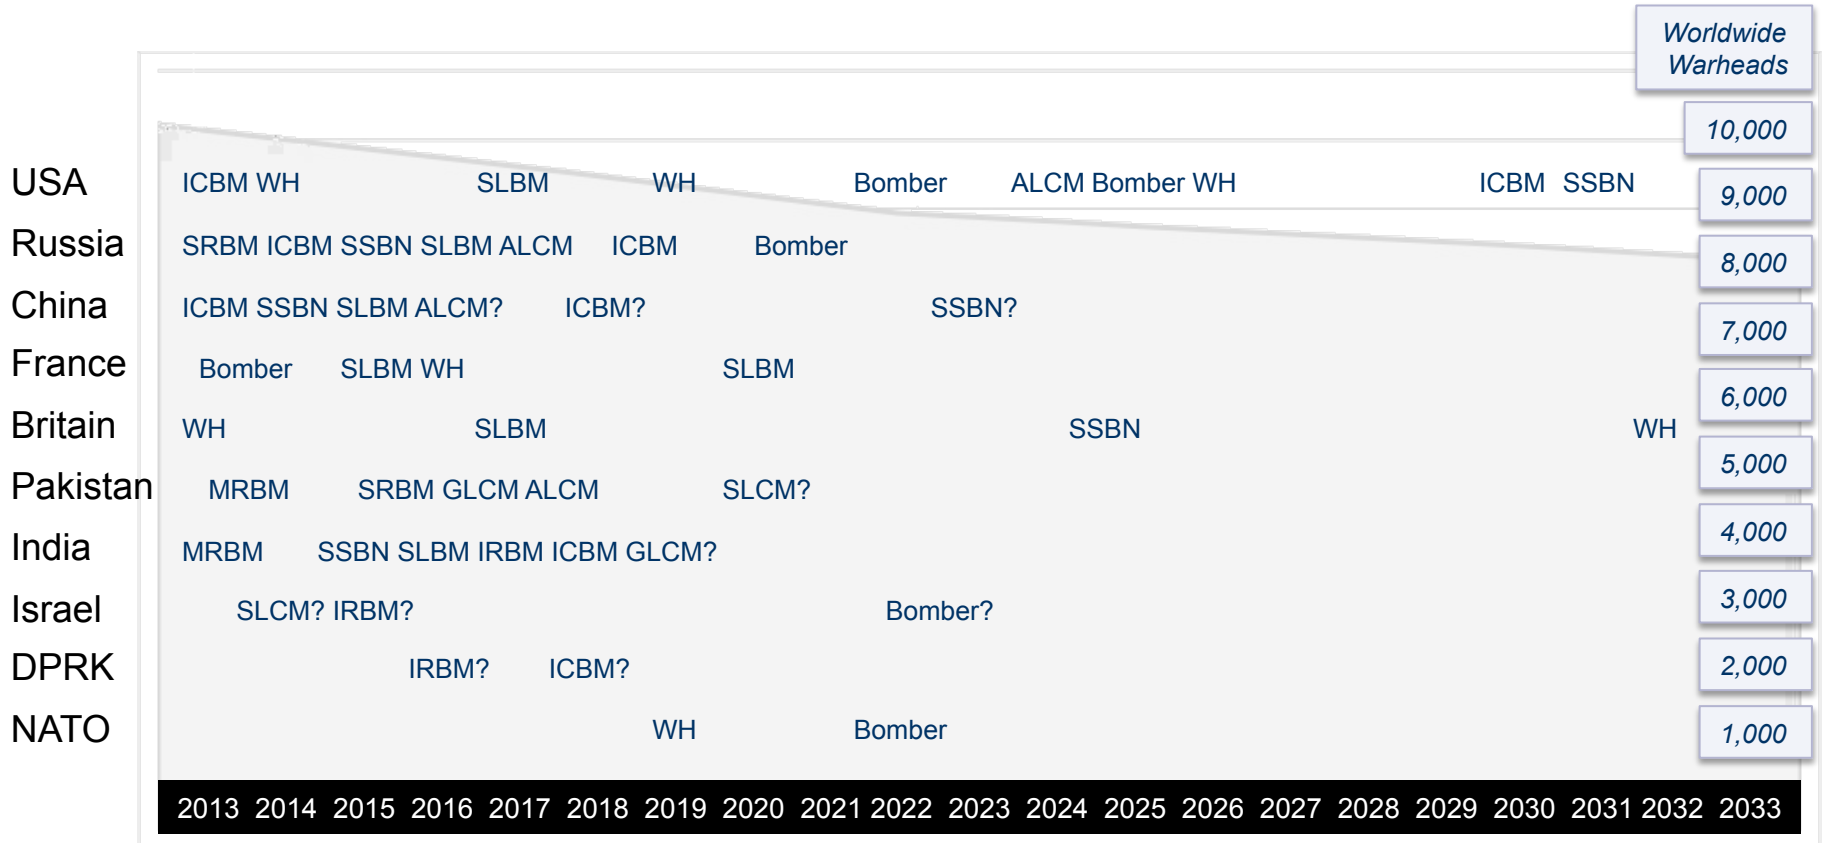 Worldwide
Warheads
10,000
USA ICBM WH SLBM WH Bomber ALCM Bomber WH ICBM SSBN
9,000
Russia SRBM ICBM SSBN SLBM ALCM ICBM Bomber
8,000
China ICBM SSBN SLBM ALCM? ICBM? SSBN?
7,000
France Bomber SLBM WH SLBM
6,000
Britain WH SLBM SSBN WH
5,000
Pakistan MRBM SRBM GLCM ALCM SLCM?
4,000
India MRBM SSBN SLBM IRBM ICBM GLCM?
3,000
Israel SLCM? IRBM? Bomber?
2,000
DPRK IRBM? ICBM?
NATO WH Bomber
1,000
2013 2014 2015 2016 2017 2018 2019 2020 2021 2022 2023 2024 2025 2026 2027 2028 2029 2030 2031 2032 2033